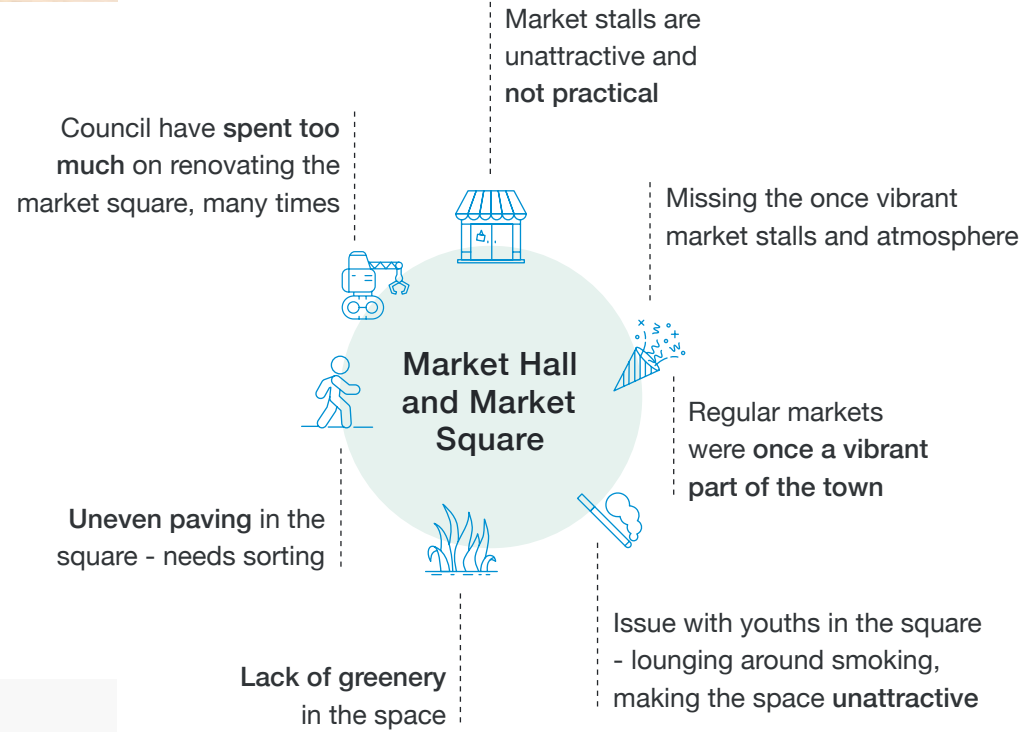 Market stalls are
unattractive and
not practical
Council have spent too
much on renovating the
market square, many times
Missing the once vibrant
market stalls and atmosphere
Market Hall
and Market
Square
Regular markets
were once a vibrant
part of the town
Uneven paving in the
square - needs sorting
Issue with youths in the square
- lounging around smoking,
making the space unattractive
Lack of greenery
in the space